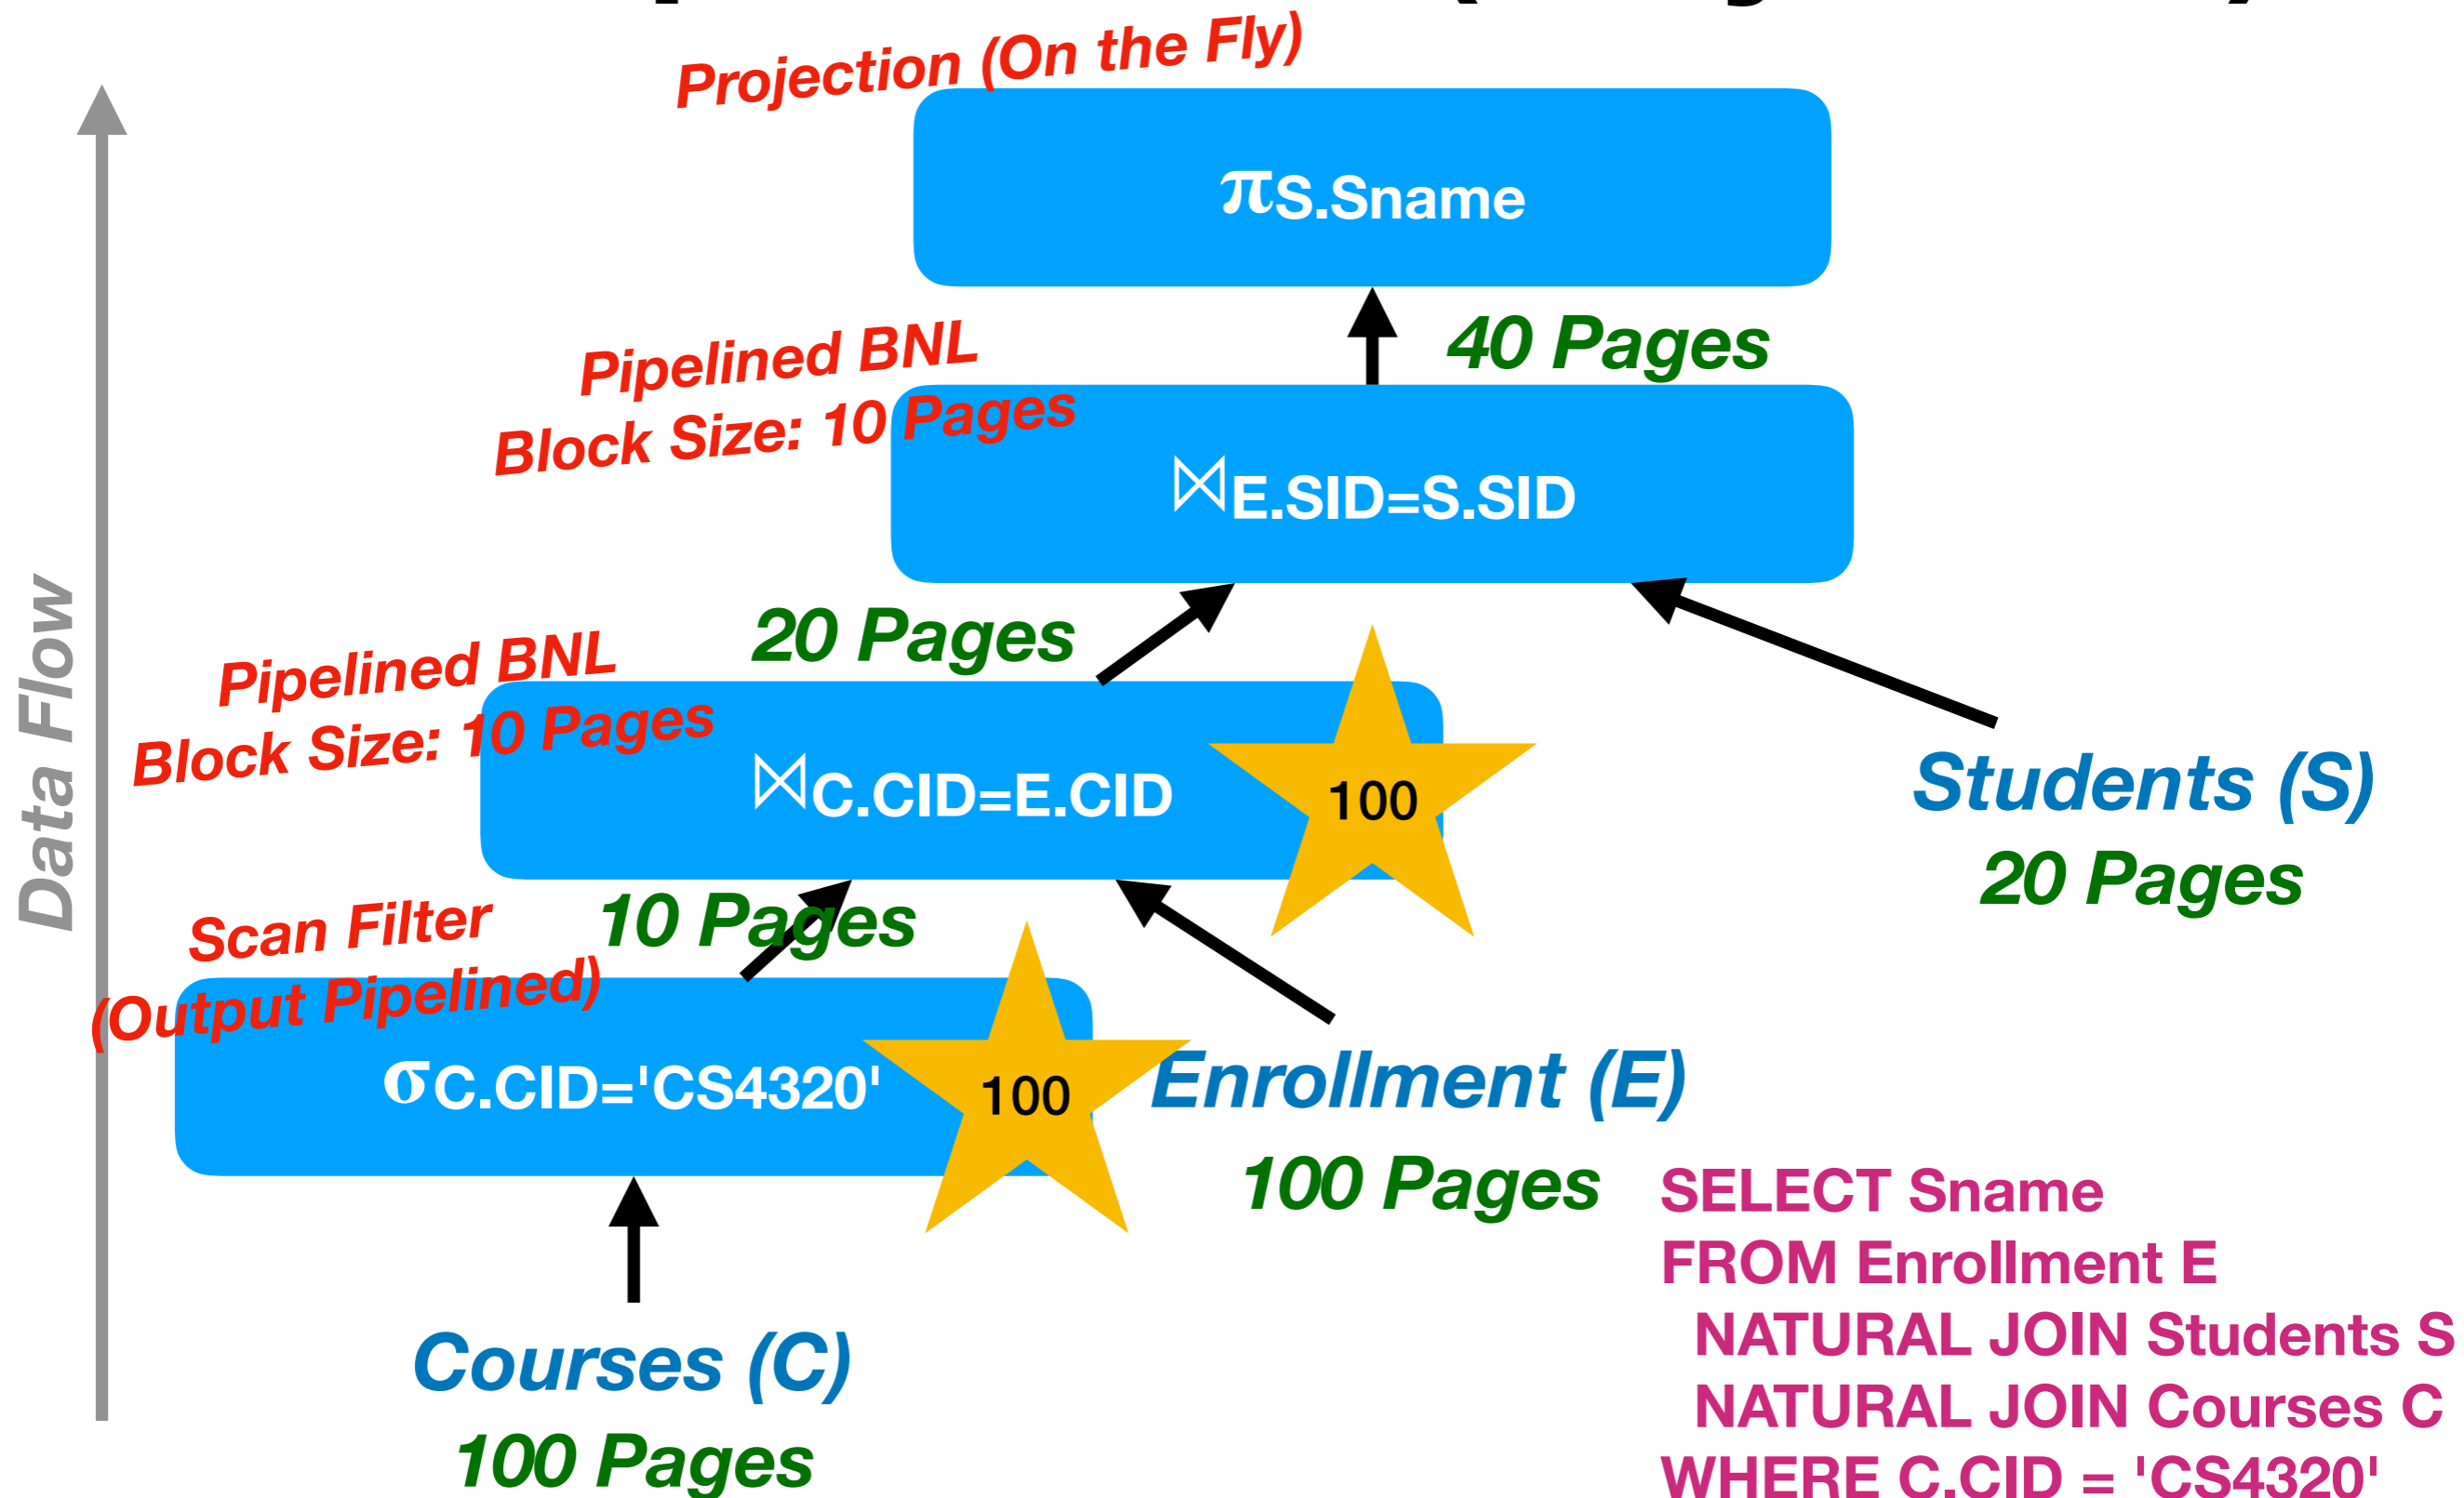 Projection (On the Fly)
πS.Sname
40 Pages
Pipelined BNL
Block Size: 10 Pages
⋈E.SID=S.SID
20 Pages
Pipelined BNL
Block Size: 10 Pages
⋈C.CID=E.CID
100
Students (S)
20 Pages
Data Flow
10 Pages
Scan Filter
(Output Pipelined)
σC.CID='CS4320'
100
Enrollment (E)
100 Pages
Courses (C)
100 Pages
SELECT Sname
FROM Enrollment E
NATURAL JOIN Students S
NATURAL JOIN Courses C
WHERE C.CID = 'CS4320'